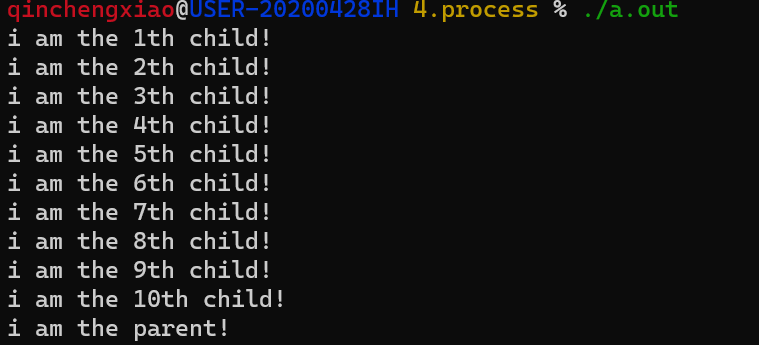 qinchengxiao@USER-20200428IH 4.process % ./a.out
i am the 1th child!
i am the 2th child!
i am the 3th child!
i am the 4th child!
i am the 5th child!
i am the 6th child!
i am the 7th child!
i am the 8th child!
i am the 9th child!
i am the 10th child!
i am the parent!